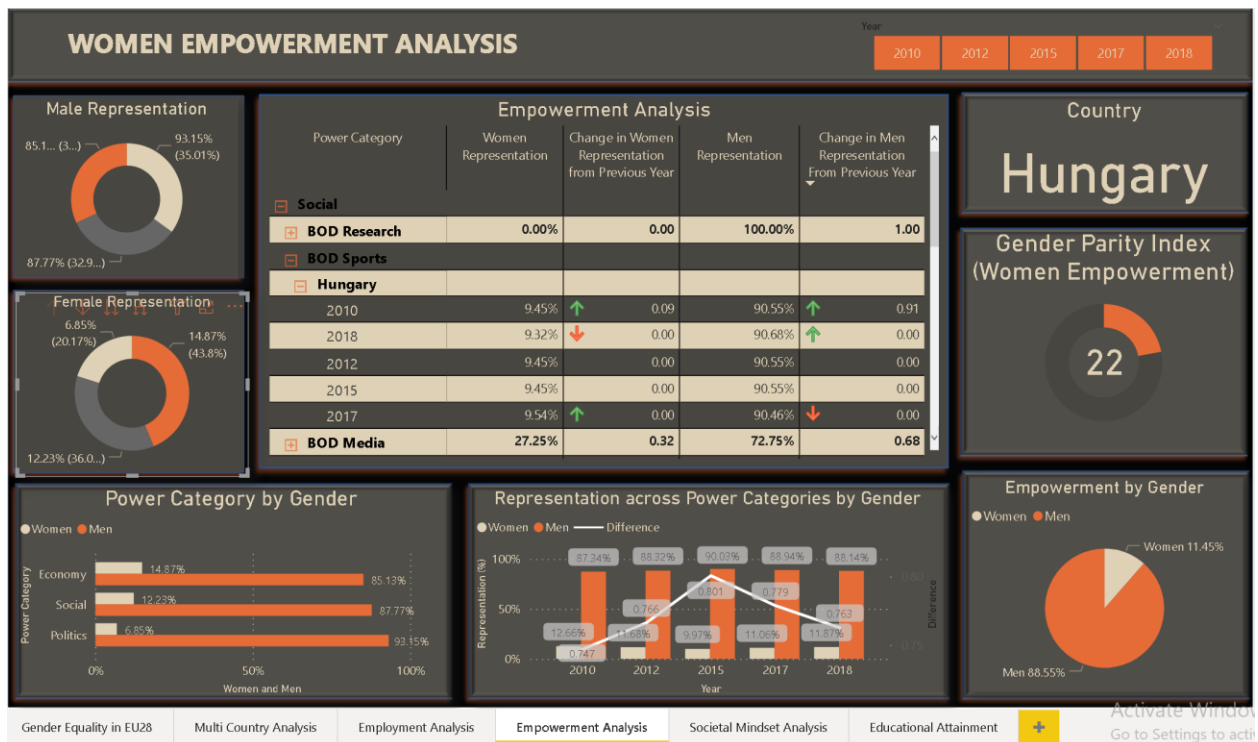 WOMEN EMPOWERMENT ANALYSIS
Year
2010 2012 2015 2017 2018
Male Representation
85.1... (3...)
93.15%
(35.01%)
87.77% (32.9...)
Female Representation
6.85%
(20.17%)
14.87%
(43.8%)
12.23% (36.0...)
Empowerment Analysis
Power Category
Women
Representation
Change in Women
Representation
from Previous Year
Men
Representation
Change in Men
Representation
From Previous Year
Social
BOD Research 0.00% 0.00 100.00% 1.00
BOD Sports
Hungary
2010 9.45% 0.09 90.55% 0.91
2018 9.32% 0.00 90.68% 0.00
2012 9.45% 0.00 90.55% 0.00
2015 9.45% 0.00 90.55% 0.00
2017 9.54% 0.00 90.46% 0.00
BOD Media 27.25% 0.32 72.75% 0.68
Country
Hungary
Gender Parity Index
(Women Empowerment)
22
Power Category by Gender
Women Men
Power Category
Economy 14.87% 85.13%
Social 12.23% 87.77%
Politics 6.85% 93.15%
0% 50% 100%
Women and Men
Representation across Power Categories by Gender
Women Men Difference
Representation (%)
100%
50%
0%
87.34% 88.32% 90.03% 88.94% 88.14%
0.747 0.766 0.801 0.779 0.763
12.66% 11.68% 9.97% 11.06% 11.87%
0.80
0.75
Difference
2010 2012 2015 2017 2018
Year
Empowerment by Gender
Women Men
Women 11.45%
Men 88.55%
Gender Equality in EU28 Multi Country Analysis Employment Analysis Empowerment Analysis Societal Mindset Analysis Educational Attainment +
Activate Windo
Go to Settings to acti